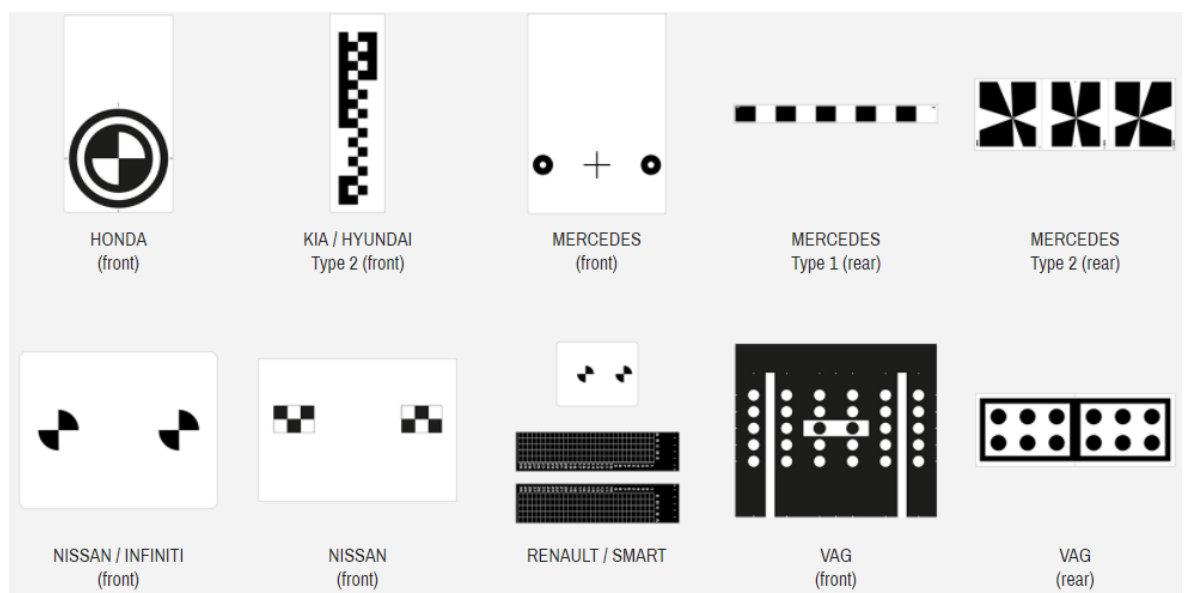 HONDA
(front)
KIA / HYUNDAI
Type 2 (front)
MERCEDES
(front)
MERCEDES
Type 1 (rear)
MERCEDES
Type 2 (rear)
NISSAN / INFINITI
(front)
NISSAN
(front)
RENAULT / SMART
VAG
(front)
VAG
(rear)